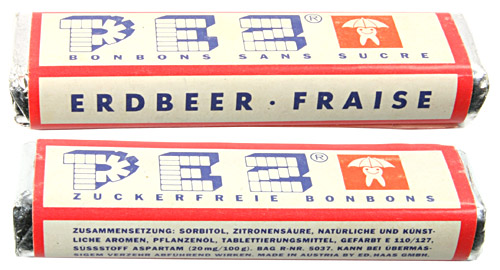 PEZ®
BONBONS SANS SUCRE
ERDBEER · FRAISE
PEZ®
ZUCKERFREIE BONBONS
ZUSAMMENSETZUNG: SORBITOL, ZITRONENSÄURE, NATÜRLICHE UND KÜNST-
LICHE AROMEN, PFLANZENÖL, TABLETTIERUNGSMITTEL, GEFÄRBT E 110/127,
SUSSSTOFF ASPARTAM (20mg/100g). BAG R-NR. 5037. KANN BEI ÜBERMAS-
SIGEM VERZEHR ABFÜHREND WIRKEN. MADE IN AUSTRIA BY ED. HAAS GMBH.